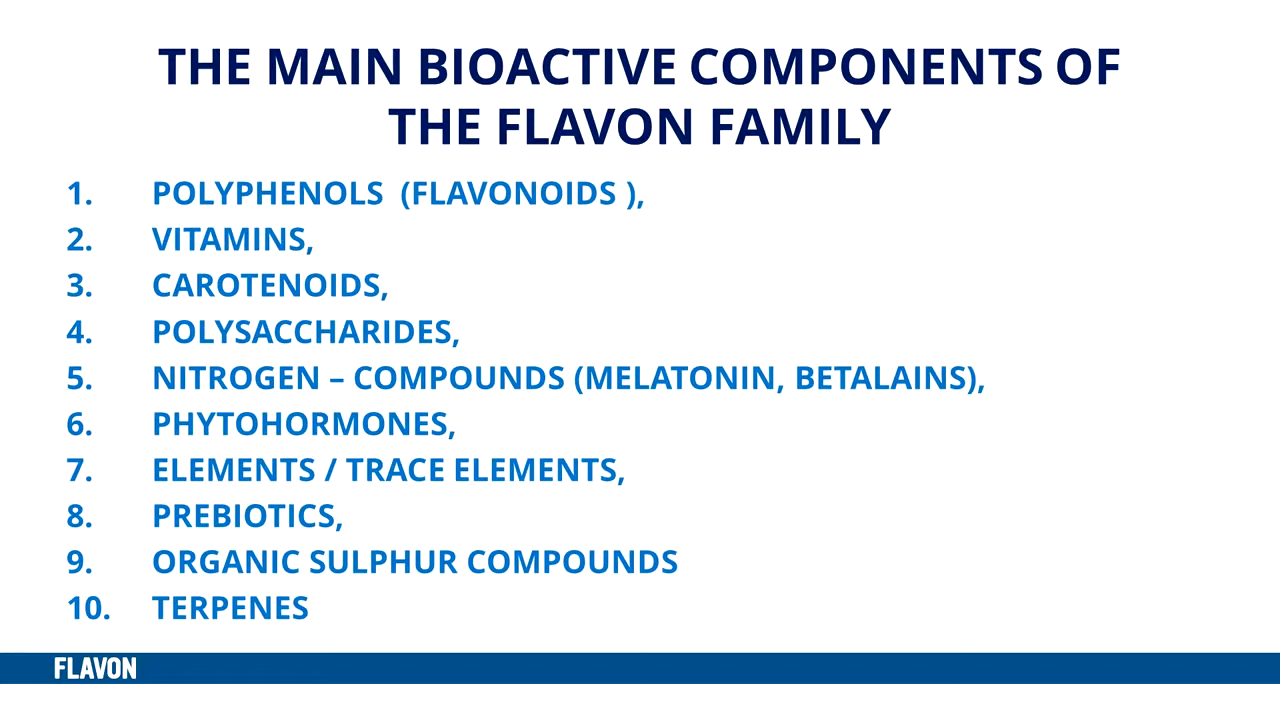 THE MAIN BIOACTIVE COMPONENTS OF
THE FLAVON FAMILY
1. POLYPHENOLS (FLAVONOIDS ),
2. VITAMINS,
3. CAROTENOIDS,
4. POLYSACCHARIDES,
5. NITROGEN – COMPOUNDS (MELATONIN, BETALAINS),
6. PHYTOHORMONES,
7. ELEMENTS / TRACE ELEMENTS,
8. PREBIOTICS,
9. ORGANIC SULPHUR COMPOUNDS
10. TERPENES
FLAVON